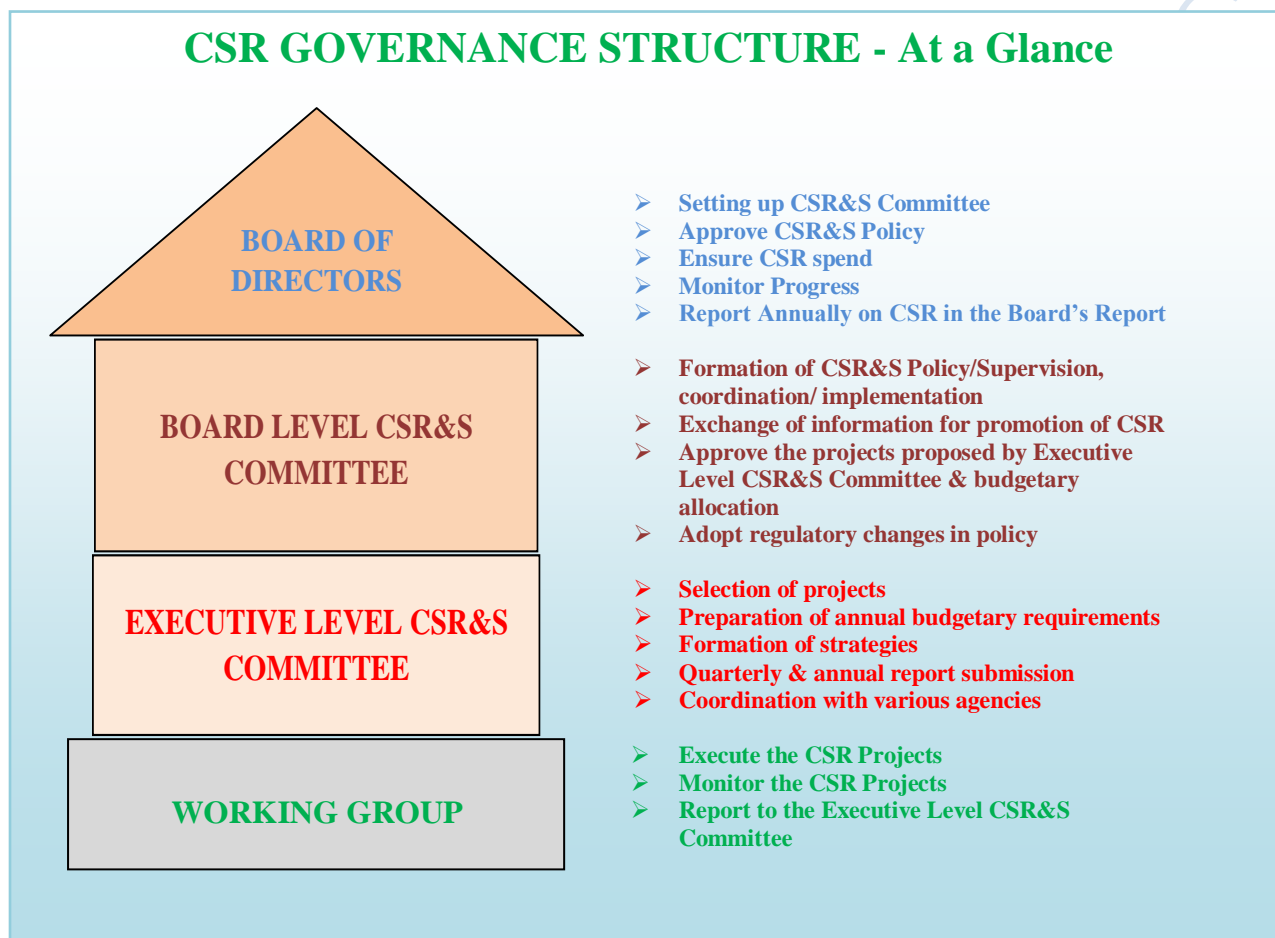 CSR GOVERNANCE STRUCTURE - At a Glance
BOARD OF
DIRECTORS
➢ Setting up CSR&S Committee
➢ Approve CSR&S Policy
➢ Ensure CSR spend
➢ Monitor Progress
➢ Report Annually on CSR in the Board’s Report
BOARD LEVEL CSR&S
COMMITTEE
➢ Formation of CSR&S Policy/Supervision,
coordination/ implementation
➢ Exchange of information for promotion of CSR
➢ Approve the projects proposed by Executive
Level CSR&S Committee & budgetary
allocation
➢ Adopt regulatory changes in policy
EXECUTIVE LEVEL CSR&S
COMMITTEE
➢ Selection of projects
➢ Preparation of annual budgetary requirements
➢ Formation of strategies
➢ Quarterly & annual report submission
➢ Coordination with various agencies
WORKING GROUP
➢ Execute the CSR Projects
➢ Monitor the CSR Projects
➢ Report to the Executive Level CSR&S
Committee